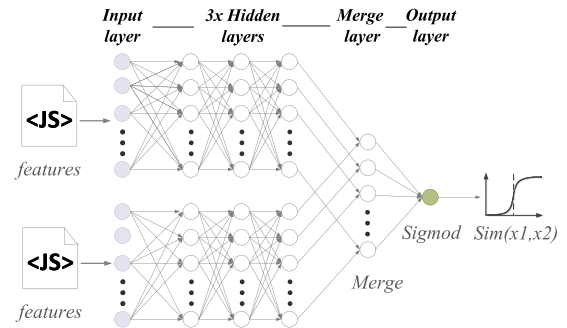 Input layer
3x Hidden layers
Merge layer
Output layer
<JS>
features
<JS>
features
Merge
Sigmod
Sim(x1,x2)